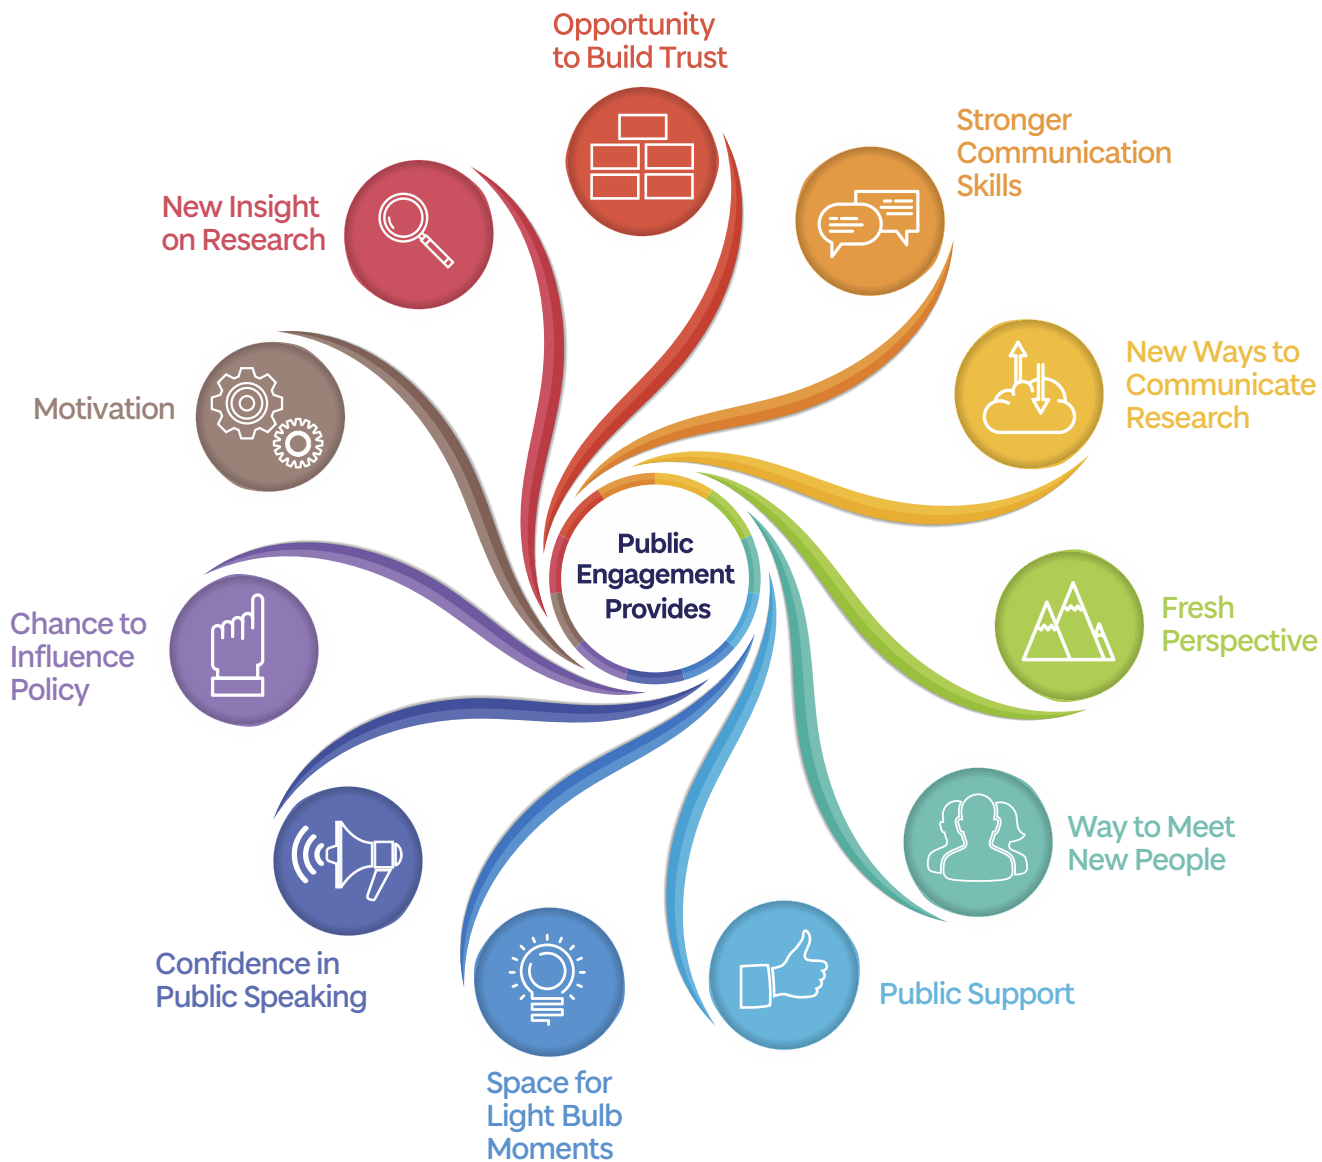 Opportunity
to Build Trust
Stronger
Communication
Skills
New Ways to
Communicate
Research
Fresh
Perspective
Way to Meet
New People
Public Support
Space for
Light Bulb
Moments
Confidence in
Public Speaking
Chance to
Influence
Policy
Motivation
New Insight
on Research
Public
Engagement
Provides